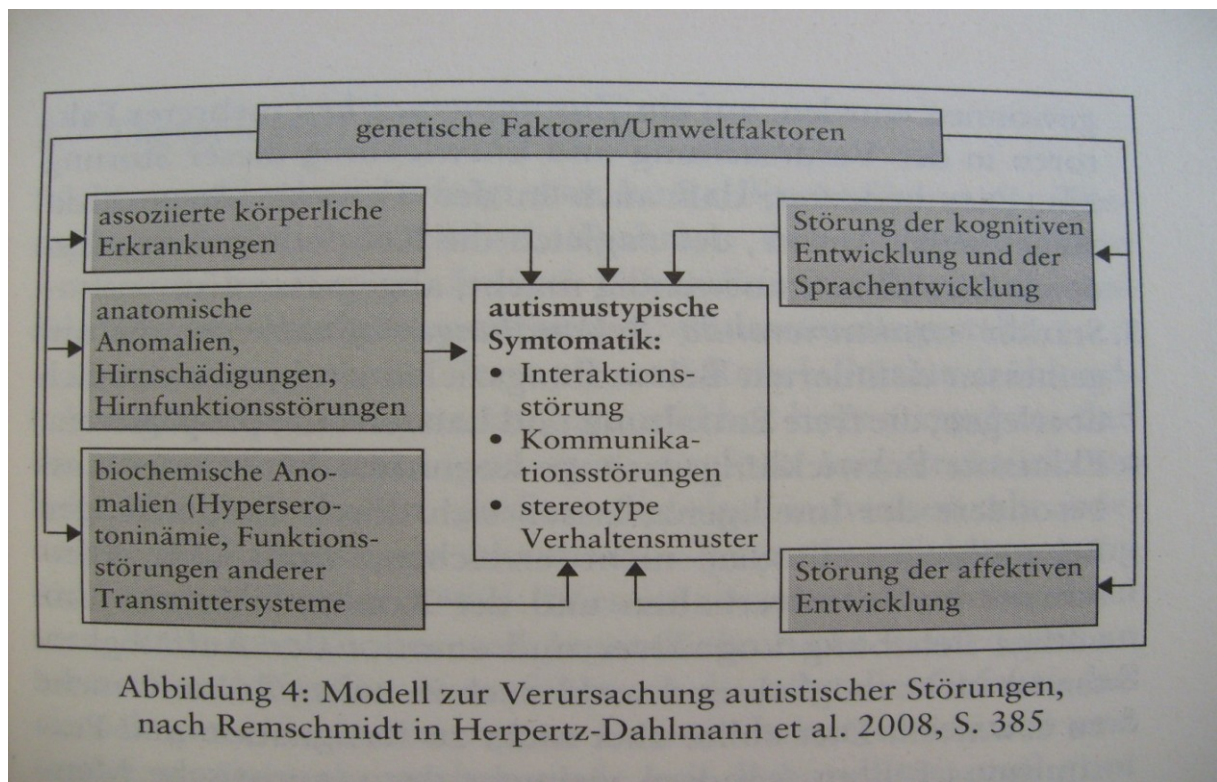 genetische Faktoren/Umweltfaktoren
assoziierte körperliche
Erkrankungen
anatomische
Anomalien,
Hirnschädigungen,
Hirnfunktionsstörungen
biochemische Ano-
malien (Hypersero-
toninämie, Funktions-
störungen anderer
Transmittersysteme
autismustypische
Symtomatik:
• Interaktions-
störung
• Kommunika-
tionsstörungen
• stereotype
Verhaltensmuster
Störung der kognitiven
Entwicklung und der
Sprachentwicklung
Störung der affektiven
Entwicklung
Abbildung 4: Modell zur Verursachung autistischer Störungen,
nach Remschmidt in Herpertz-Dahlmann et al. 2008, S. 385